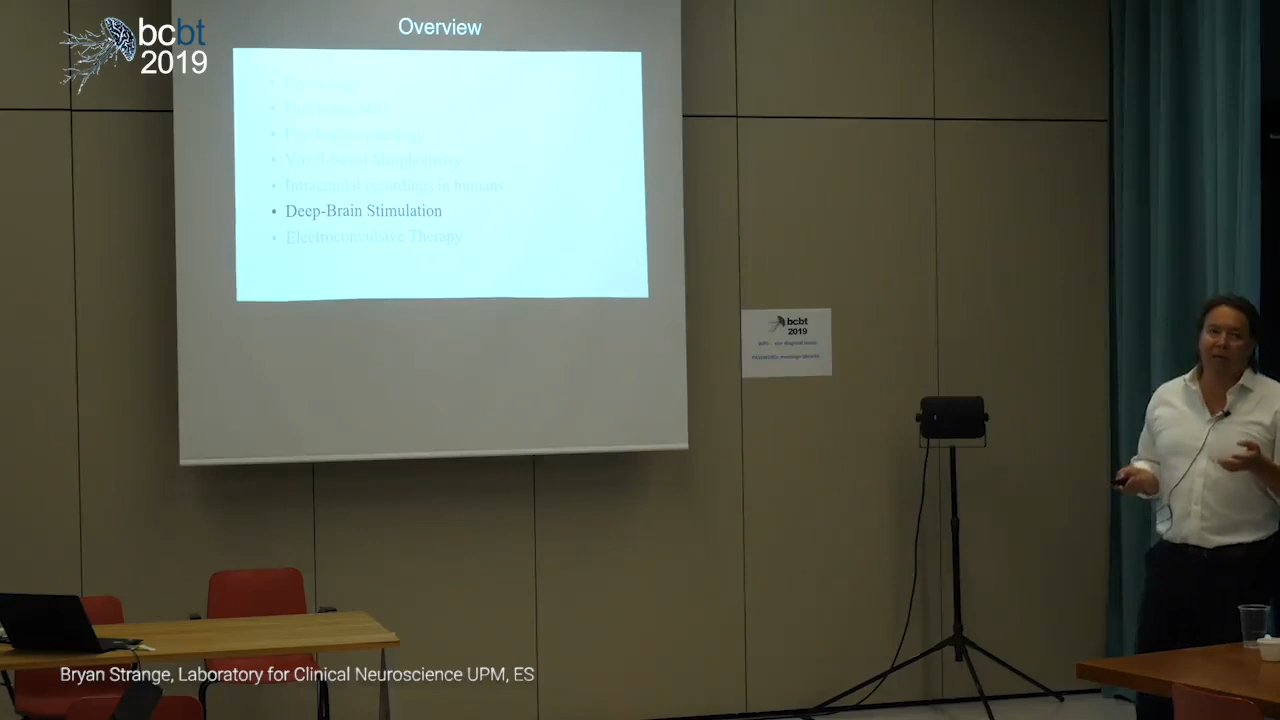 bcbt
2019
Overview
• Psychology
• Functional MRI
• Psychopharmacology
• Voxel-based Morphometry
• Intracranial recordings in humans
• Deep-Brain Stimulation
• Electroconvulsive Therapy
bcbt
2019
Bryan Strange, Laboratory for Clinical Neuroscience UPM, ES